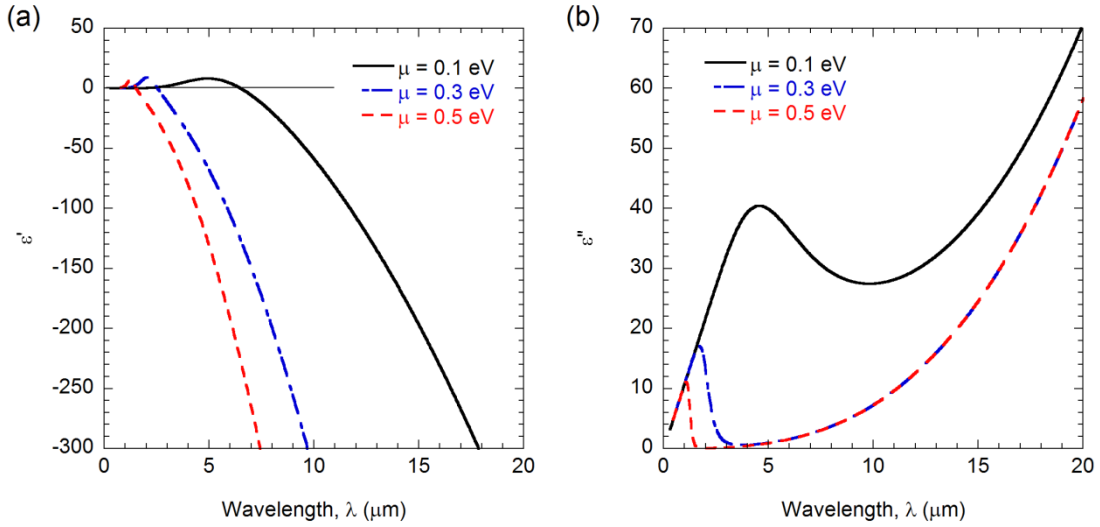 (a)
50
0
-50
-100
-150
-200
-250
-300
ε'
μ = 0.1 eV
μ = 0.3 eV
μ = 0.5 eV
0 5 10 15 20
Wavelength, λ (μm)
(b)
70
60
50
40
30
20
10
0
ε"
μ = 0.1 eV
μ = 0.3 eV
μ = 0.5 eV
0 5 10 15 20
Wavelength, λ (μm)